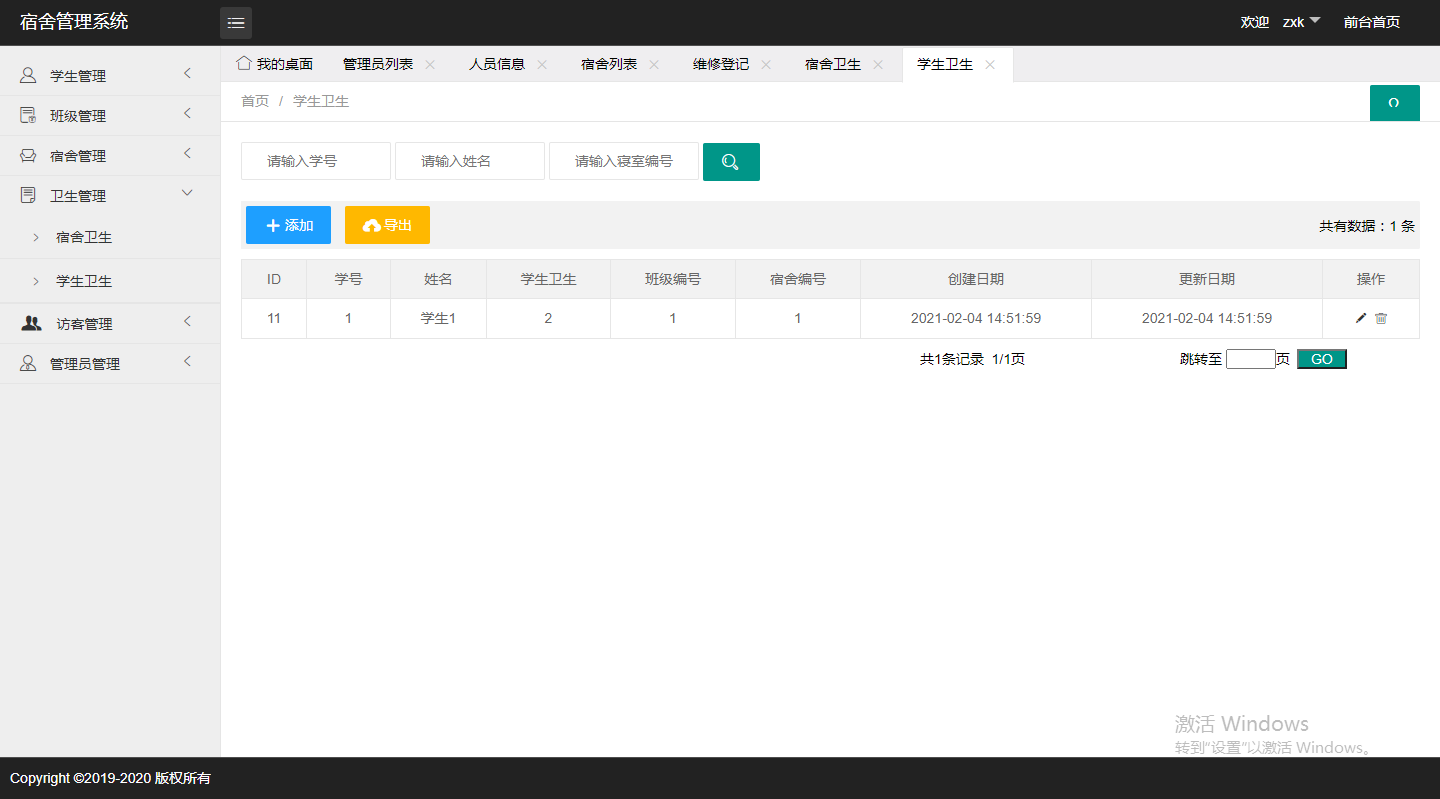 宿舍管理系统
欢迎 zxk 前台首页
学生管理
班级管理
宿舍管理
卫生管理
宿舍卫生
学生卫生
访客管理
管理员管理
我的桌面 管理员列表 人员信息 宿舍列表 维修登记 宿舍卫生 学生卫生
首页 / 学生卫生
请输入学号 请输入姓名 请输入寝室编号
添加 导出 共有数据：1 条
ID 学号 姓名 学生卫生 班级编号 宿舍编号 创建日期 更新日期 操作
11 1 学生1 2 1 1 2021-02-04 14:51:59 2021-02-04 14:51:59
共1条记录 1/1页 跳转至 页 GO
激活 Windows
转到“设置”以激活 Windows。
Copyright ©2019-2020 版权所有